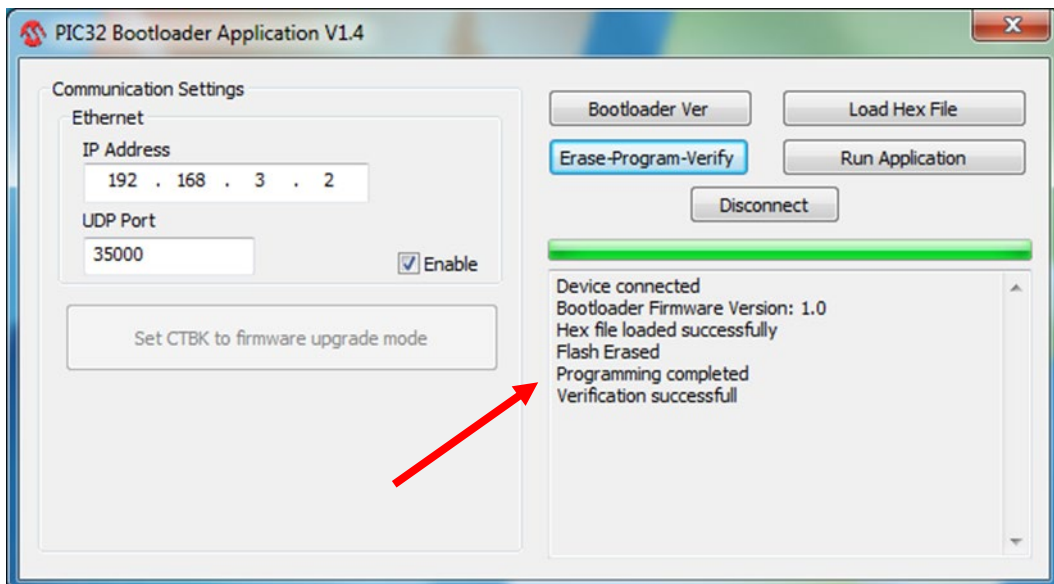 PIC32 Bootloader Application V1.4
Communication Settings
Ethernet
IP Address
192 . 168 . 3 . 2
UDP Port
35000
Enable
Set CTBK to firmware upgrade mode
Bootloader Ver
Load Hex File
Erase-Program-Verify
Run Application
Disconnect
Device connected
Bootloader Firmware Version: 1.0
Hex file loaded successfully
Flash Erased
Programming completed
Verification successfull